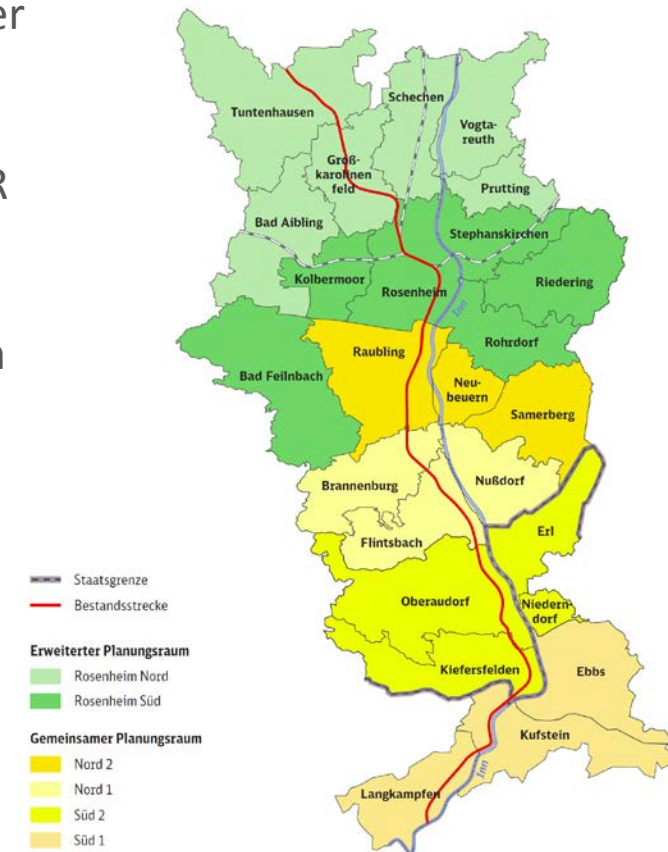 er
R
n
Tuntenhausen
Schechen
Vogta-
reuth
Groß-
karolinen
feld
Prutting
Bad Aibling
Stephanskirchen
Kolbermoor
Rosenheim
Riedering
Inn
Rohrdorf
Raubling
Bad Feilnbach
Neu-
beuern
Samerberg
Brannenburg
Nußdorf
Erl
Flintsbach
Oberaudorf
Niedern-
dorf
Kiefersfelden
Ebbs
Kufstein
Inn
Langkampfen
Staatsgrenze
Bestandsstrecke
Erweiterter Planungsraum
Rosenheim Nord
Rosenheim Süd
Gemeinsamer Planungsraum
Nord 2
Nord 1
Süd 2
Süd 1